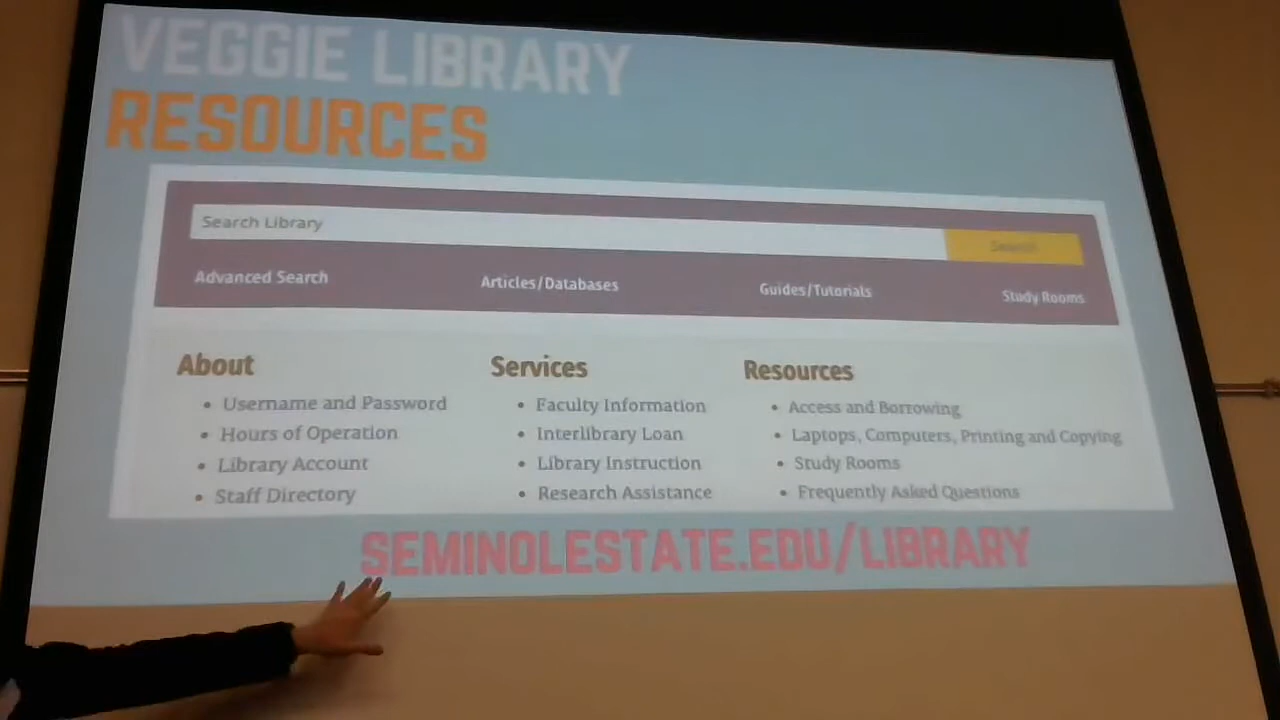 VEGGIE LIBRARY
RESOURCES
Search Library
Search
Advanced Search
Articles/Databases
Guides/Tutorials
Study Rooms
About
• Username and Password
• Hours of Operation
• Library Account
• Staff Directory
Services
• Faculty Information
• Interlibrary Loan
• Library Instruction
• Research Assistance
Resources
• Access and Borrowing
• Laptops, Computers, Printing and Copying
• Study Rooms
• Frequently Asked Questions
SEMINOLESTATE.EDU/LIBRARY